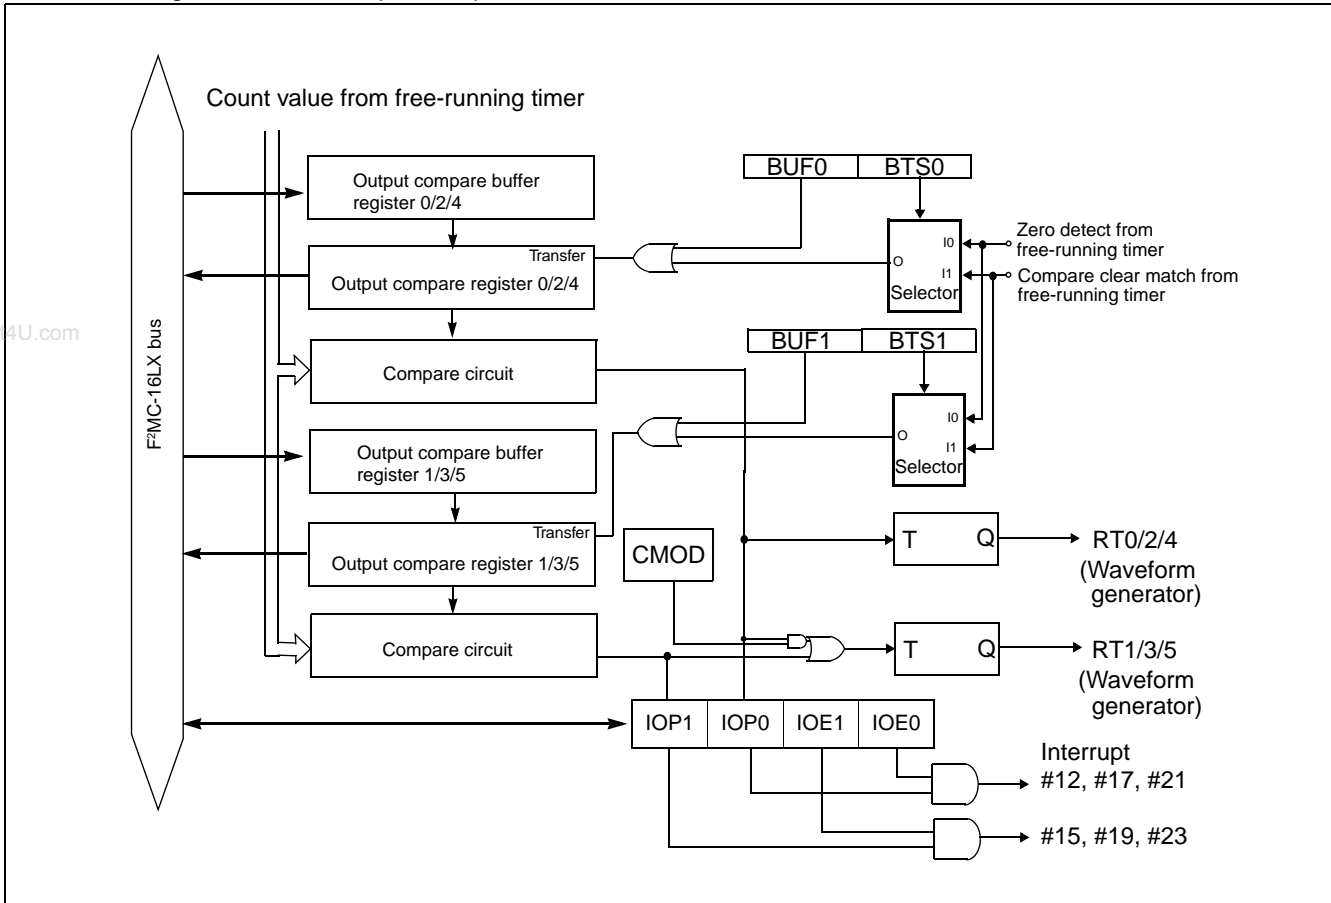 Count value from free-running timer
Output compare buffer
register 0/2/4
BUF0 BTS0
Transfer
Output compare register 0/2/4
I0
O
I1
Selector
Zero detect from
free-running timer
Compare clear match from
free-running timer
t4U.com
F²MC-16LX bus
Compare circuit
BUF1 BTS1
Output compare buffer
register 1/3/5
I0
O
I1
Selector
Transfer
Output compare register 1/3/5
CMOD
T Q
RT0/2/4
(Waveform
generator)
Compare circuit
T Q
RT1/3/5
(Waveform
generator)
IOP1 IOP0 IOE1 IOE0
Interrupt
#12, #17, #21
#15, #19, #23